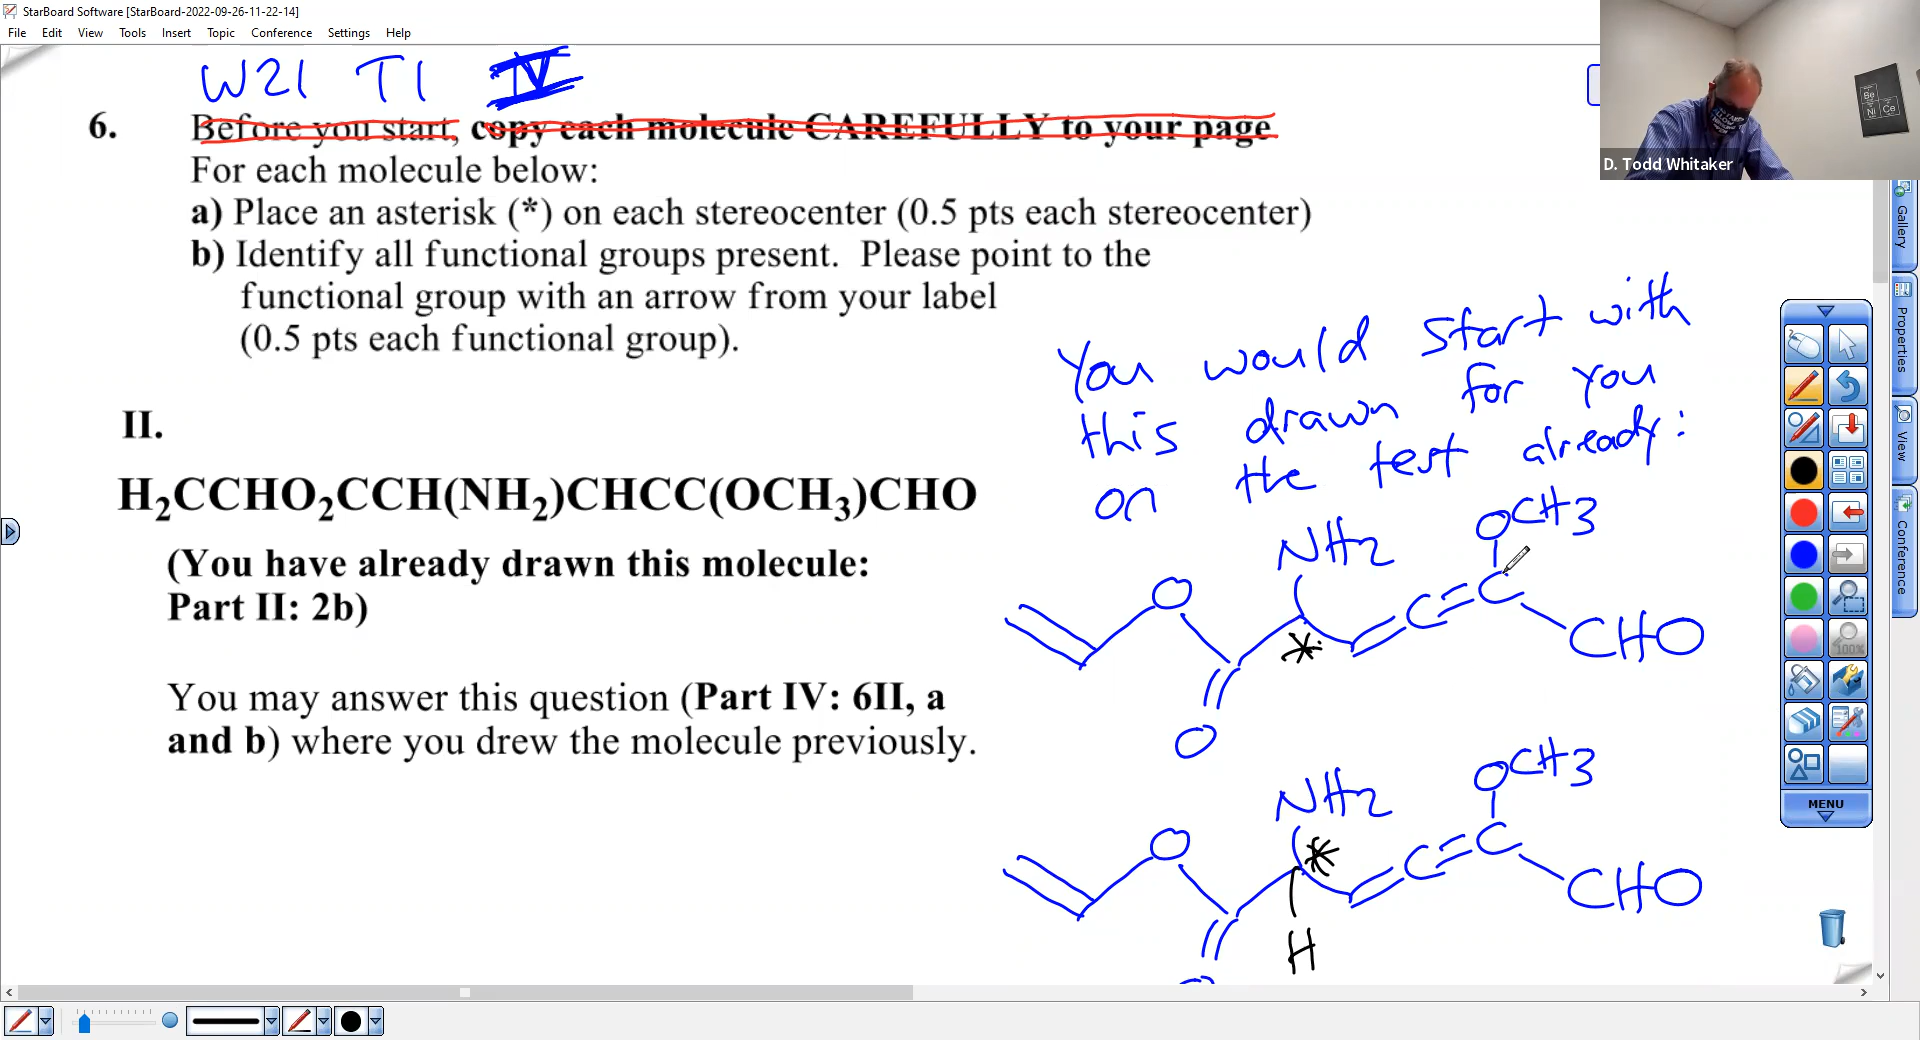 StarBoard Software [StarBoard-2022-09-26-11-22-14]
File Edit View Tools Insert Topic Conference Settings Help
W21 T1 IV
6. Before you start, copy each molecule CAREFULLY to your page
For each molecule below:
a) Place an asterisk (*) on each stereocenter (0.5 pts each stereocenter)
b) Identify all functional groups present. Please point to the
functional group with an arrow from your label
(0.5 pts each functional group).
II.
H₂CCHO₂CCH(NH₂)CHCC(OCH₃)CHO
(You have already drawn this molecule:
Part II: 2b)
You may answer this question (Part IV: 6II, a
and b) where you drew the molecule previously.
You would start with
this drawn for you
on the test already:
NH2 OCH3
O C=C
* CHO
O
NH2 OCH3
O * C=C
CHO
H
O
D. Todd Whitaker
Be
Ni Ce
Gallery
Properties
View
Conference
100%
MENU